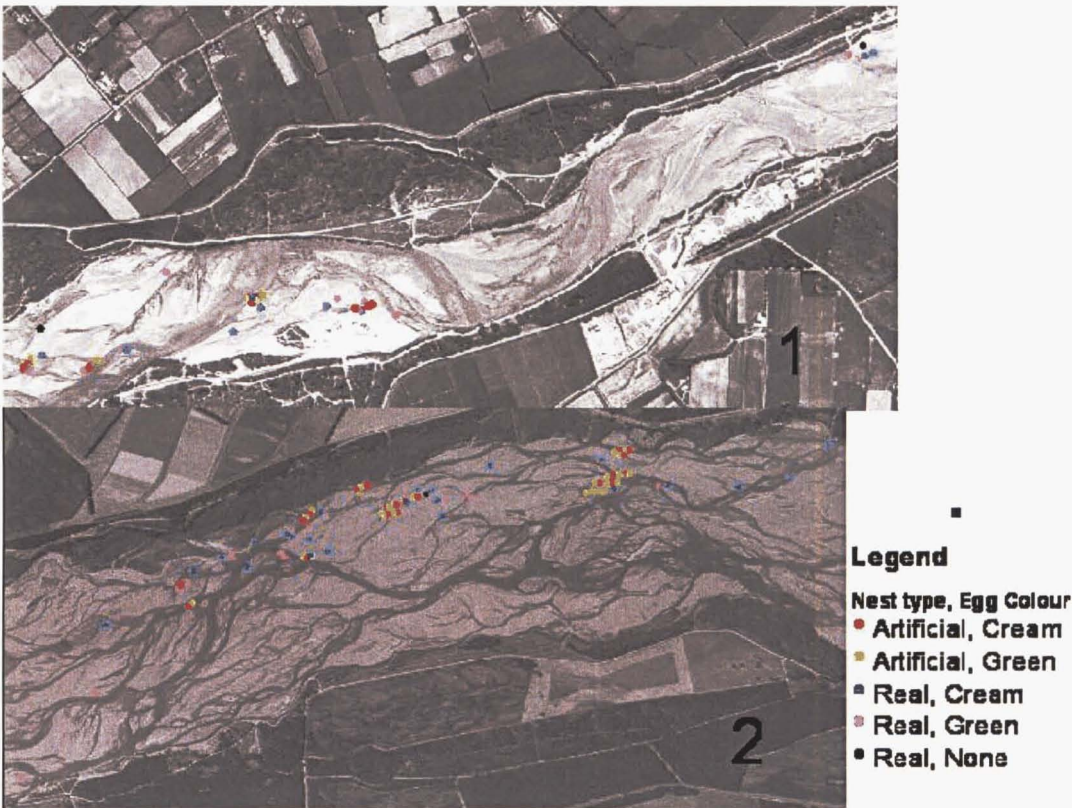 1
2
Legend
Nest type, Egg Colour
Artificial, Cream
Artificial, Green
Real, Cream
Real, Green
Real, None